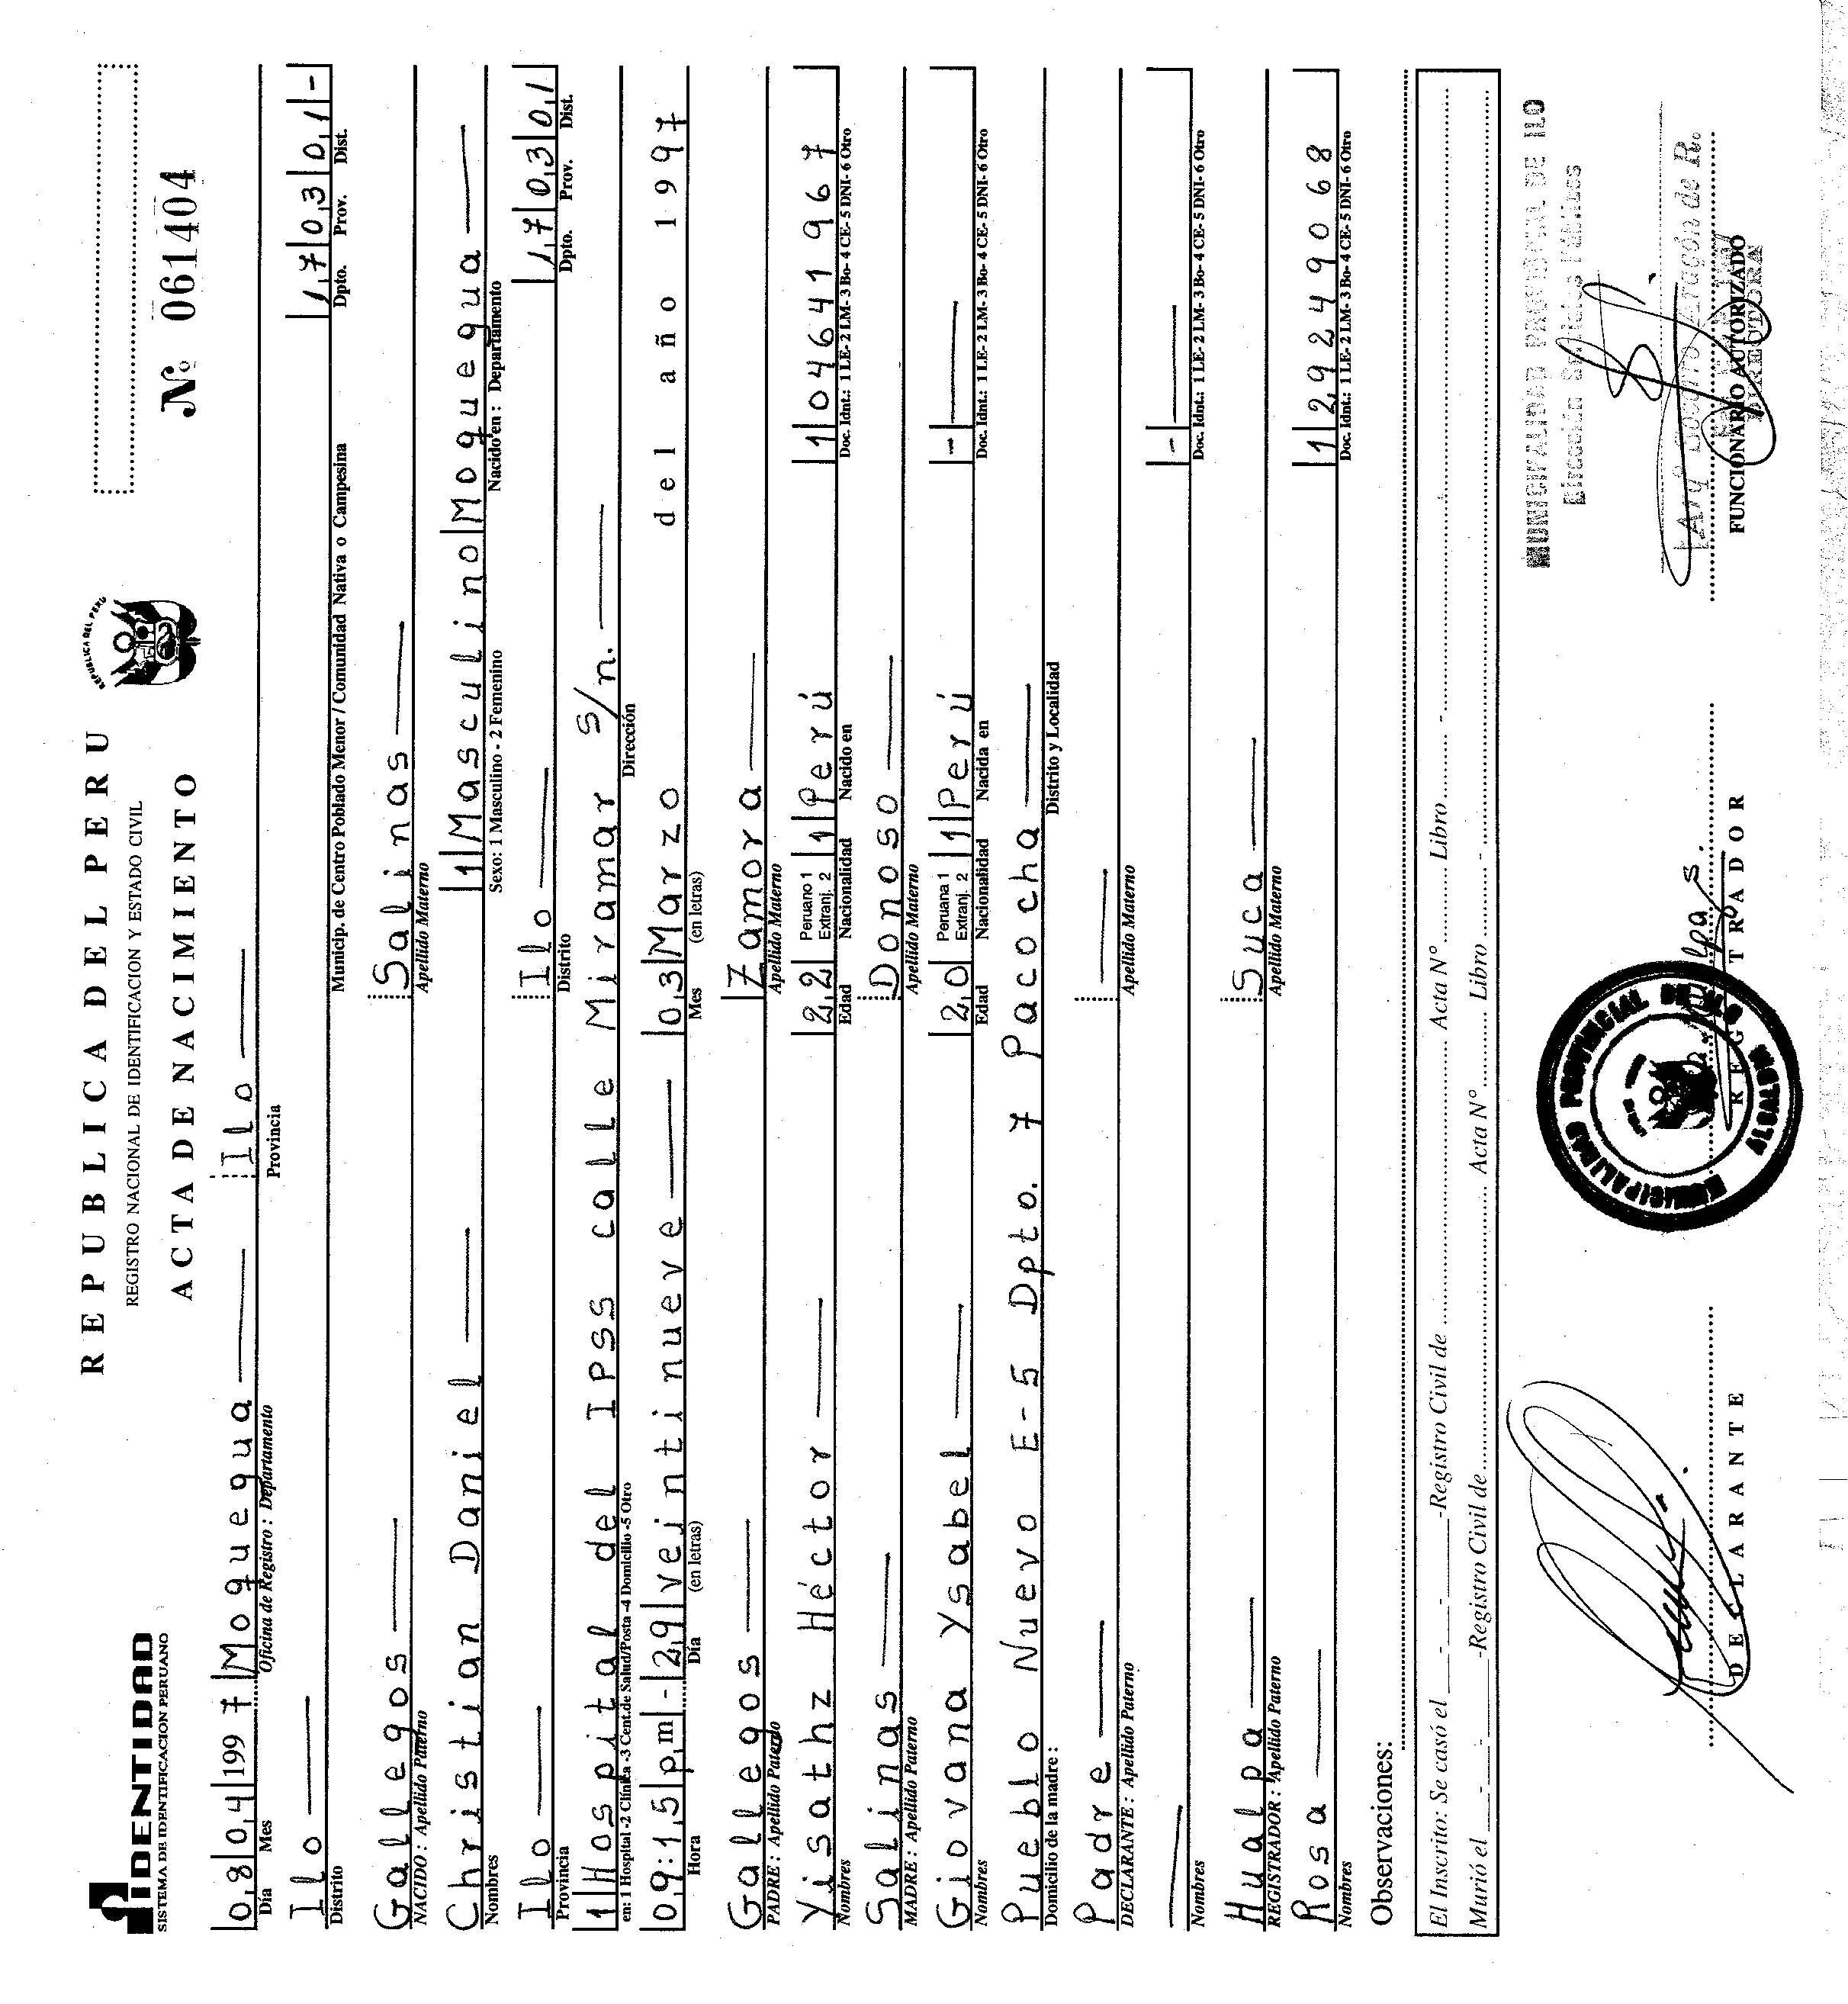 IDENTIDAD
SISTEMA DE IDENTIFICACION PERUANO
REPUBLICA DEL PERU
REGISTRO NACIONAL DE IDENTIFICACION Y ESTADO CIVIL
ACTA DE NACIMIENTO
REPUBLICA DEL PERU
Nº 061404
08 04 1997 Moquegua Ilo
Día Mes Oficina de Registro : Departamento Provincia
Ilo 17 03 01 -
Distrito Municip. de Centro Poblado Menor / Comunidad Nativa o Campesina Dpto. Prov. Dist.
Gallegos Salinas
NACIDO : Apellido Paterno Apellido Materno
Christian Daniel 1 Masculino Moquegua
Nombres Sexo: 1 Masculino - 2 Femenino Nacido en : Departamento
Ilo Ilo 17 03 01
Provincia Distrito Dpto. Prov. Dist.
1 Hospital del IPSS calle Miramar s/n.
en: 1 Hospital -2 Clínica -3 Cent.de Salud/Posta -4 Domicilio -5 Otro Dirección
09:15 pm - 29 veintinueve 03 Marzo del año 1997
Hora Día (en letras) Mes (en letras)
Gallegos Zamora
PADRE : Apellido Paterno Apellido Materno
Yisathz Héctor 22 Peruano 1 Extranj. 2 1 Perú 1 04641967
Nombres Edad Nacionalidad Nacido en Doc. Idnt.: 1 LE- 2 LM- 3 Bo- 4 CE- 5 DNI- 6 Otro
Salinas Donoso
MADRE : Apellido Paterno Apellido Materno
Giovana Ysabel 20 Peruana 1 Extranj. 2 1 Perú -
Nombres Edad Nacionalidad Nacida en Doc. Idnt.: 1 LE- 2 LM- 3 Bo- 4 CE- 5 DNI- 6 Otro
Pueblo Nuevo E-5 Dpto. 7 Pacocha
Domicilio de la madre : Distrito y Localidad
Padre
DECLARANTE : Apellido Paterno Apellido Materno
-
Nombres Doc. Idnt.: 1 LE- 2 LM- 3 Bo- 4 CE- 5 DNI- 6 Otro
Hualpa Suca
REGISTRADOR : Apellido Paterno Apellido Materno
Rosa 1 29249068
Nombres Doc. Idnt.: 1 LE- 2 LM- 3 Bo- 4 CE- 5 DNI- 6 Otro
Observaciones:
El Inscrito: Se casó el - - -Registro Civil de Acta N° Libro -
Murió el - - -Registro Civil de Acta N° Libro -
MUNICIPALIDAD PROVINCIAL DE ILO
Dirección
MUNICIPALIDAD PROVINCIAL DE ILO
DECLARANTE
REGISTRADOR
FUNCIONARIO AUTORIZADO
DIRECTORA